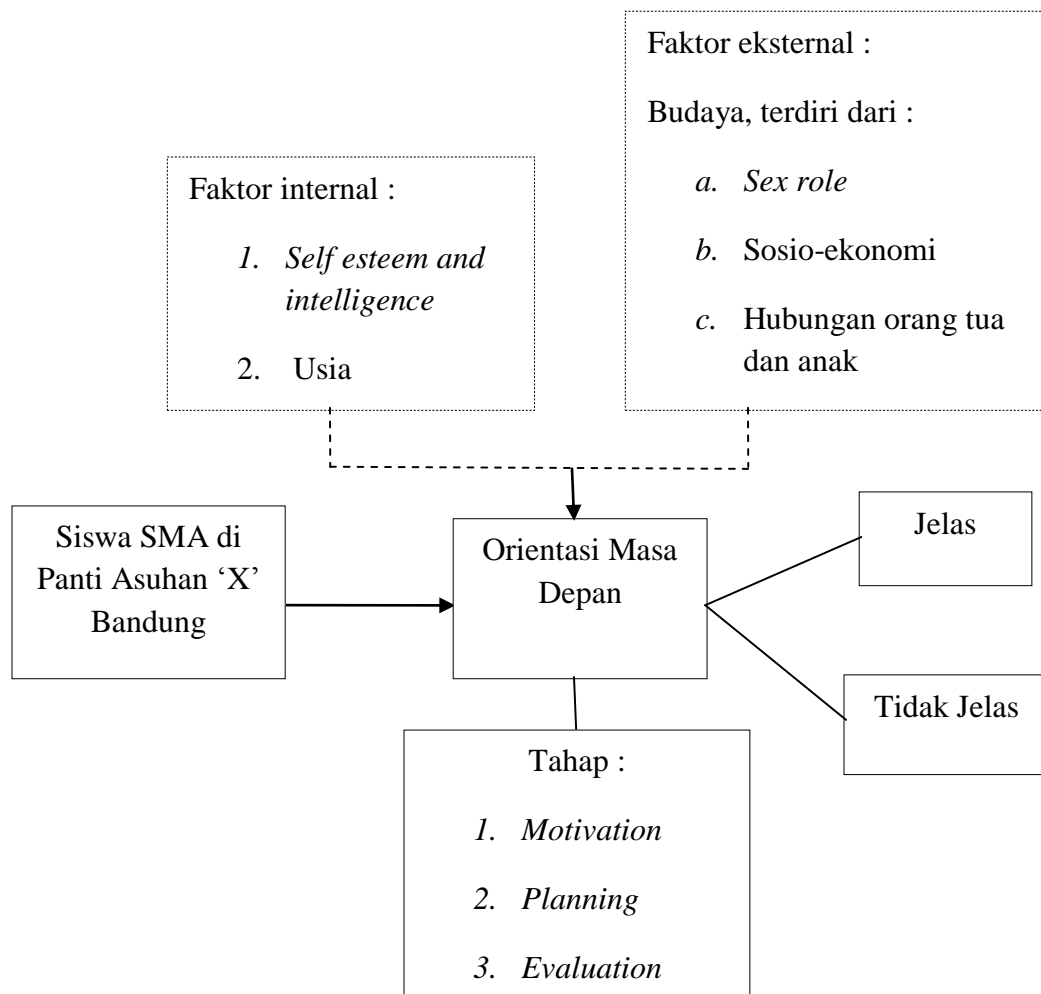 Faktor eksternal :
Budaya, terdiri dari :
a. Sex role
b. Sosio-ekonomi
c. Hubungan orang tua
dan anak
Faktor internal :
1. Self esteem and
intelligence
2. Usia
Siswa SMA di
Panti Asuhan ‘X’
Bandung
Orientasi Masa
Depan
Jelas
Tidak Jelas
Tahap :
1. Motivation
2. Planning
3. Evaluation